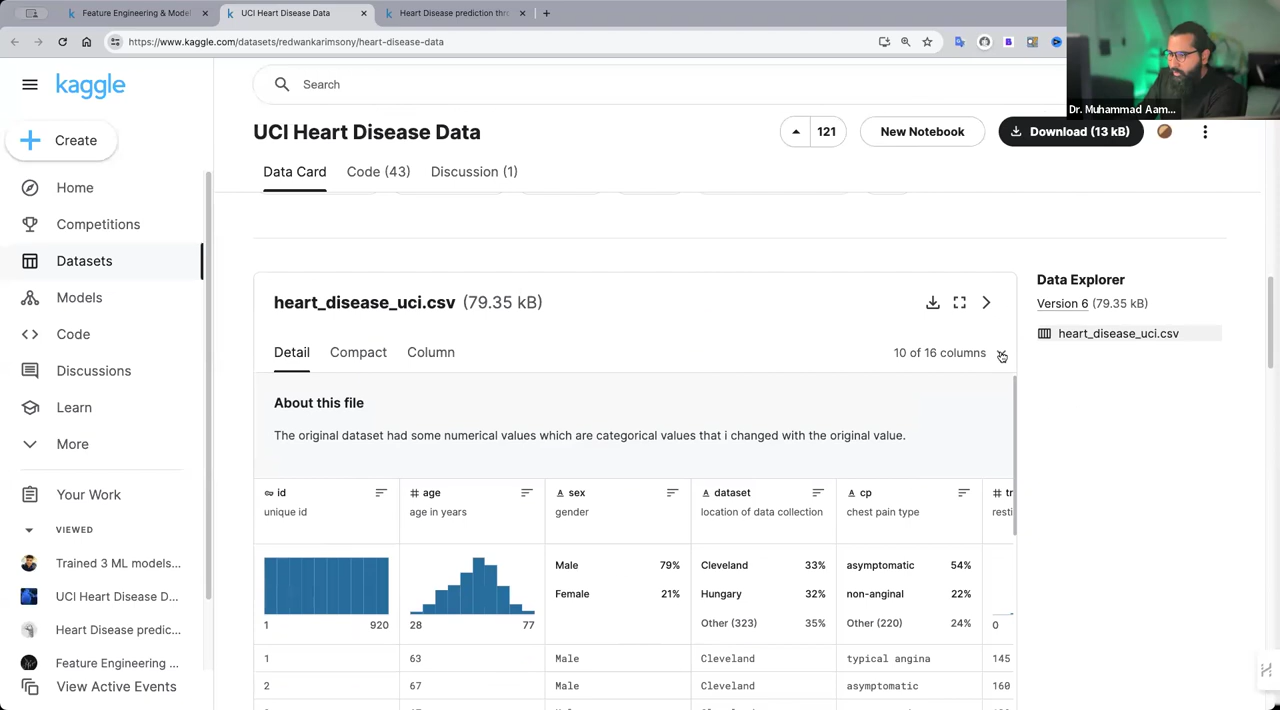 Feature Engineering & Model
UCI Heart Disease Data
Heart Disease prediction thr
https://www.kaggle.com/datasets/redwankarimsony/heart-disease-data
Dr. Muhammad Aam...
kaggle
Search
Create
Home
Competitions
Datasets
Models
Code
Discussions
Learn
More
Your Work
VIEWED
Trained 3 ML models...
UCI Heart Disease D...
Heart Disease predic...
Feature Engineering ...
View Active Events
UCI Heart Disease Data
121
New Notebook
Download (13 kB)
Data Card
Code (43)
Discussion (1)
heart_disease_uci.csv (79.35 kB)
Detail
Compact
Column
10 of 16 columns
About this file
The original dataset had some numerical values which are categorical values that i changed with the original value.
id
unique id
age
age in years
sex
gender
dataset
location of data collection
cp
chest pain type
# tr
resti
1 920
28 77
Male 79%
Female 21%
Cleveland 33%
Hungary 32%
Other (323) 35%
asymptomatic 54%
non-anginal 22%
Other (220) 24%
0
1 63 Male Cleveland typical angina 145
2 67 Male Cleveland asymptomatic 160
Data Explorer
Version 6 (79.35 kB)
heart_disease_uci.csv